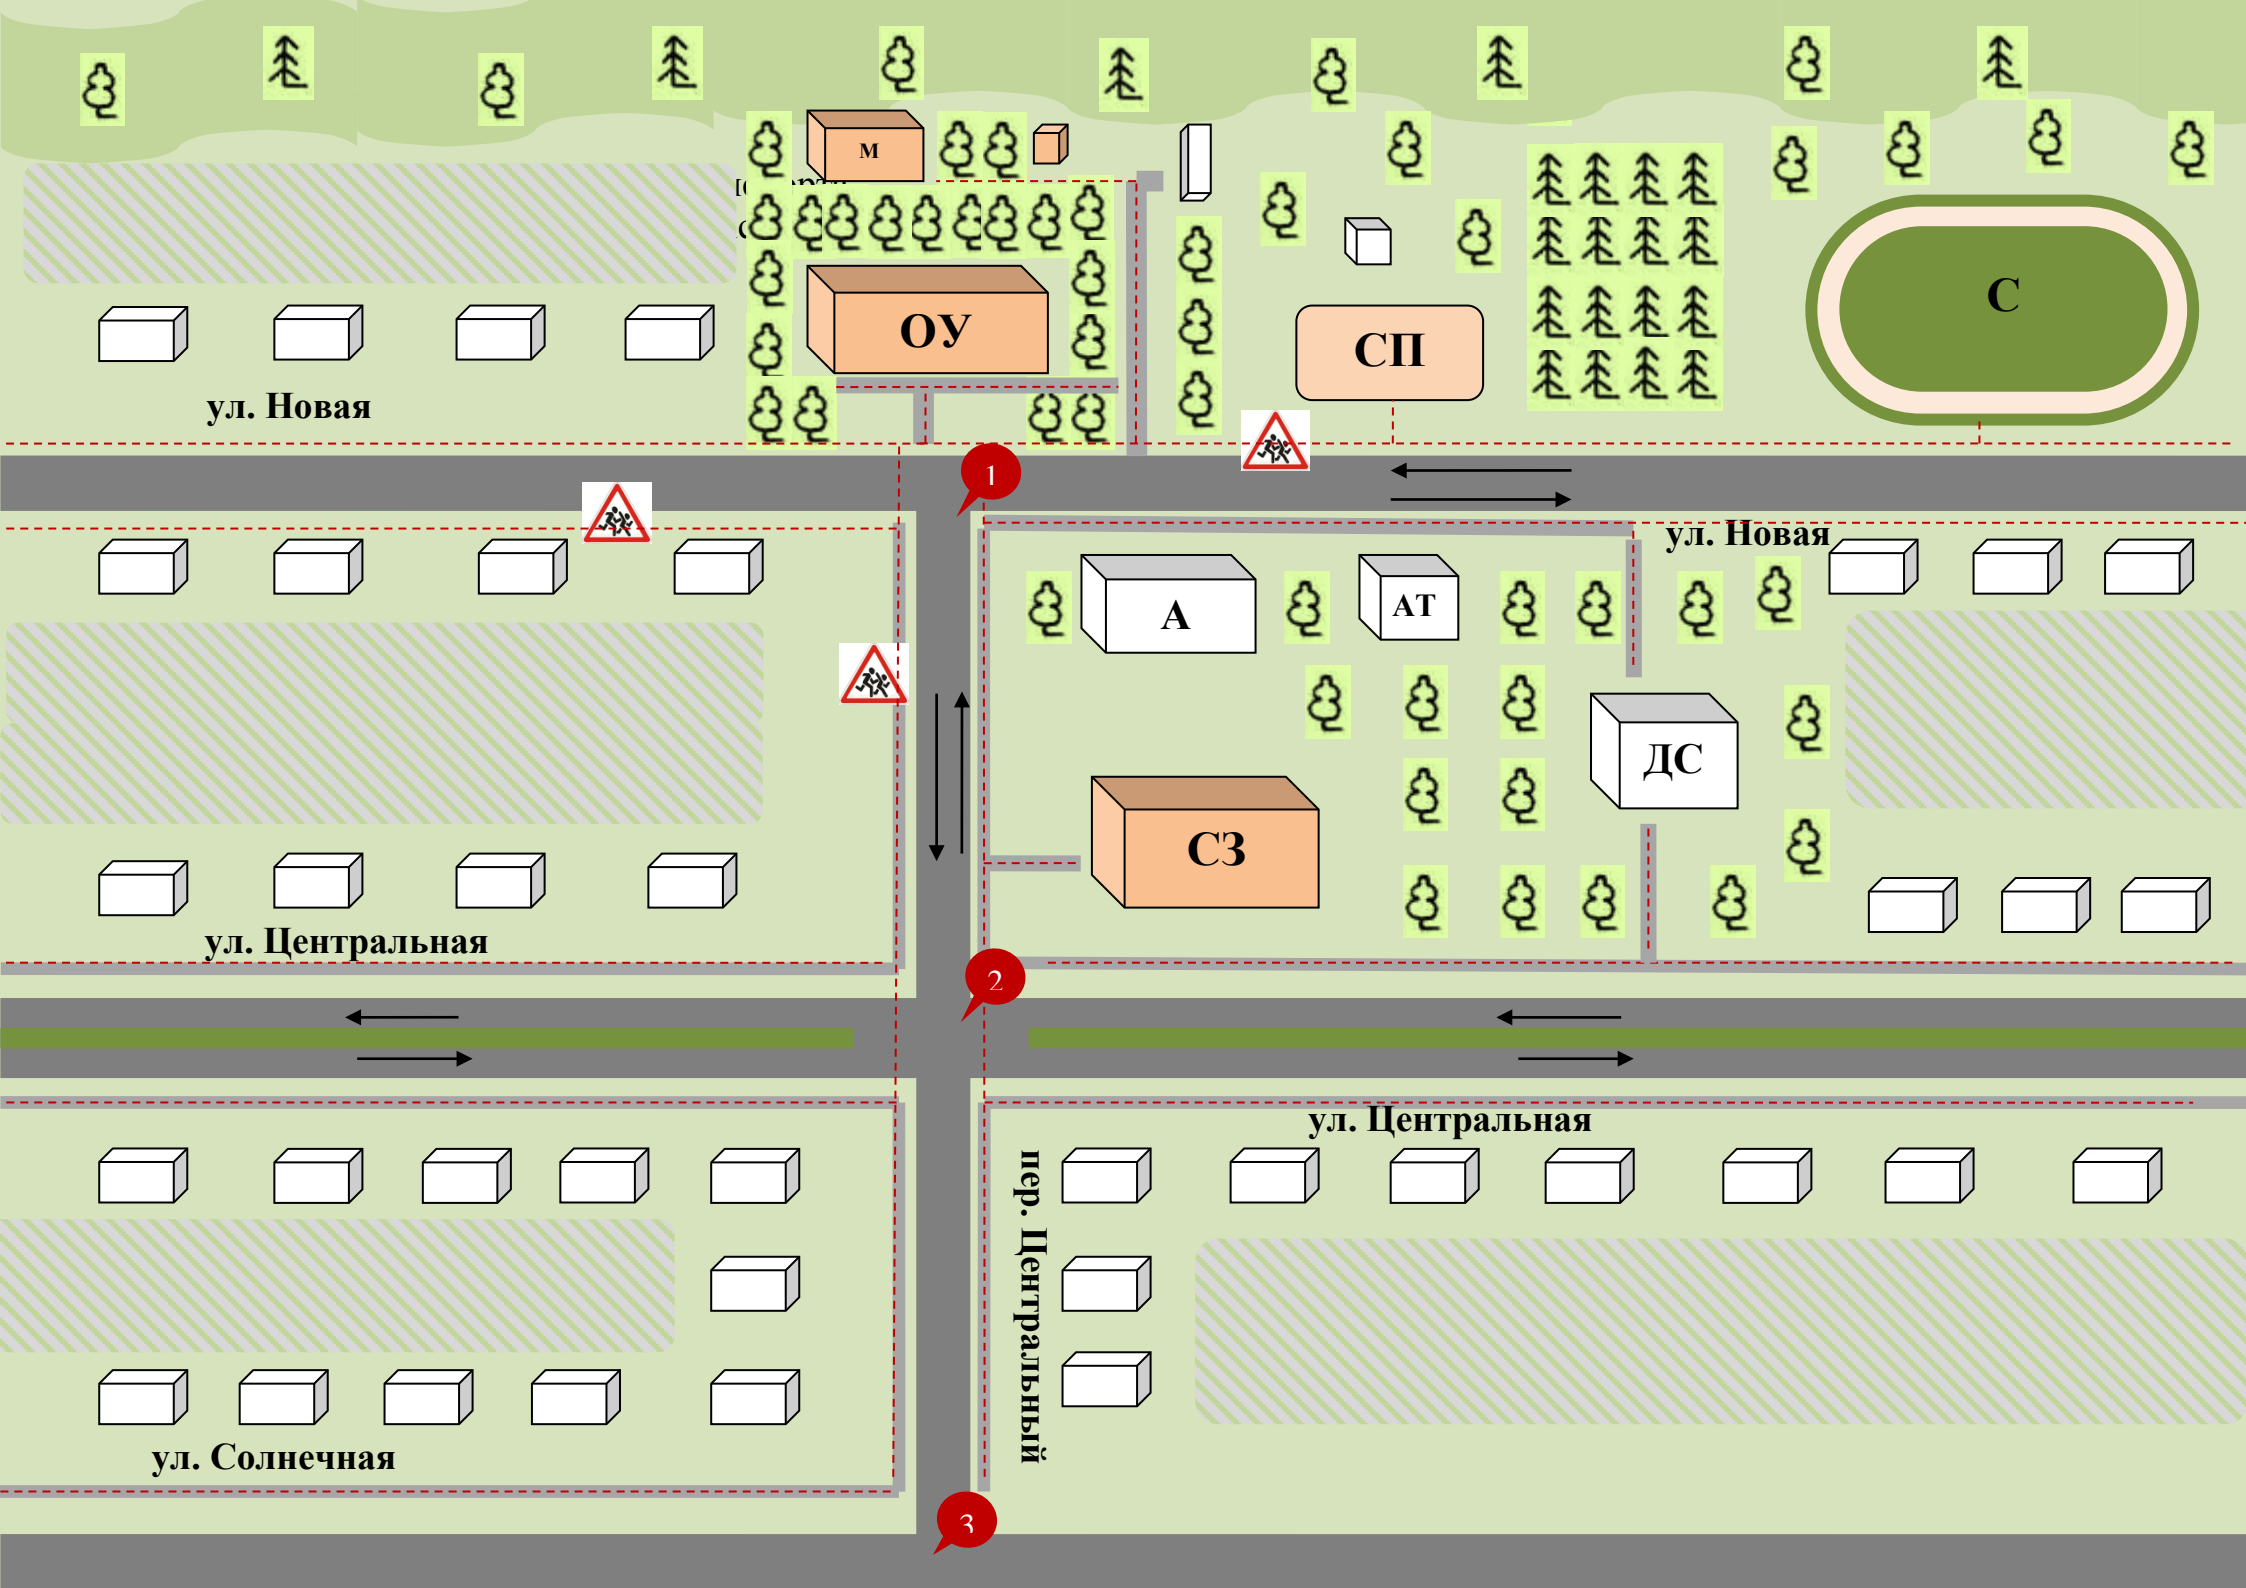 М
ОУ
СП
С
ул. Новая
1
ул. Новая
А
АТ
ДС
СЗ
ул. Центральная
2
ул. Центральная
пер. Центральный
ул. Солнечная
3